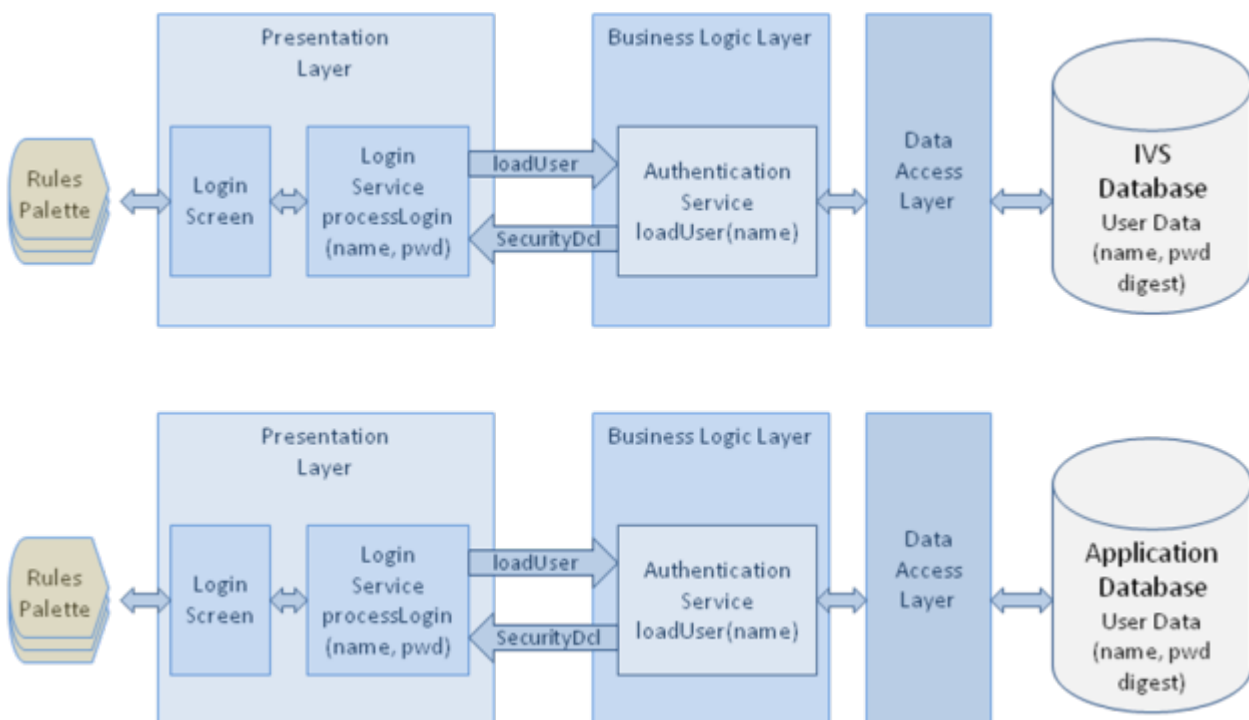 Presentation
Layer
Business Logic Layer
Rules
Palette
Login
Screen
Login
Service
processLogin
(name, pwd)
loadUser
SecurityDcl
Authentication
Service
loadUser(name)
Data
Access
Layer
IVS
Database
User Data
(name, pwd
digest)
Presentation
Layer
Business Logic Layer
Rules
Palette
Login
Screen
Login
Service
processLogin
(name, pwd)
loadUser
SecurityDcl
Authentication
Service
loadUser(name)
Data
Access
Layer
Application
Database
User Data
(name, pwd
digest)